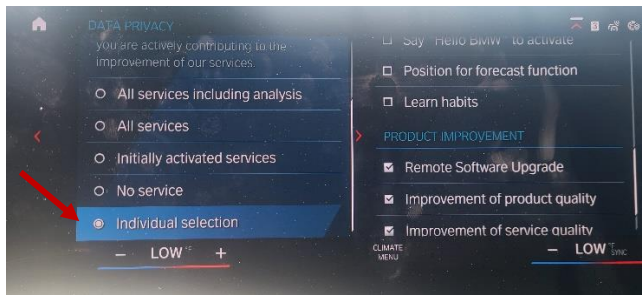 DATA PRIVACY
you are actively contributing to the
improvement of our services.
All services including analysis
All services
Initially activated services
No service
Individual selection
Say "Hello BMW" to activate
Position for forecast function
Learn habits
PRODUCT IMPROVEMENT
Remote Software Upgrade
Improvement of product quality
Improvement of service quality
3
- LOW °F +
CLIMATE
MENU
- LOW °F
SYNC